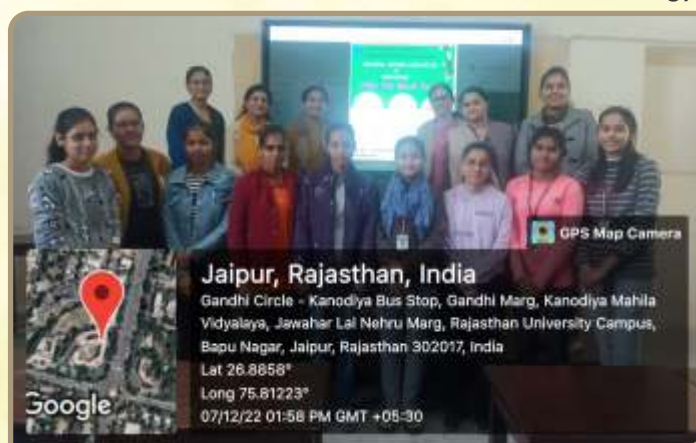 GPS Map Camera
Jaipur, Rajasthan, India
Gandhi Circle - Kanodiya Bus Stop, Gandhi Marg, Kanodiya Mahila
Vidyalaya, Jawahar Lal Nehru Marg, Rajasthan University Campus,
Bapu Nagar, Jaipur, Rajasthan 302017, India
Lat 26.8858°
Long 75.81223°
07/12/22 01:58 PM GMT +05:30
Google